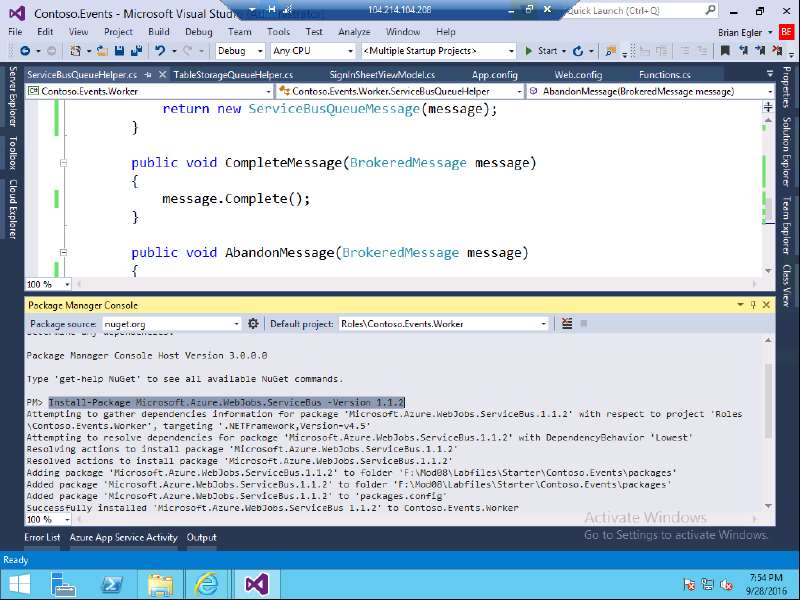 Contoso.Events - Microsoft Visual Studio
104.214.104.208
Quick Launch (Ctrl+Q)
File Edit View Project Build Debug Team Tools Test Analyze Window Help
Brian Egler BE
Debug Any CPU <Multiple Startup Projects> Start
ServiceBusQueueHelper.cs TableStorageQueueHelper.cs SignInSheetViewModel.cs App.config Web.config Functions.cs
Contoso.Events.Worker Contoso.Events.Worker.ServiceBusQueueHelper AbandonMessage(BrokeredMessage message)
Server Explorer
Toolbox
Cloud Explorer
return new ServiceBusQueueMessage(message);
}
public void CompleteMessage(BrokeredMessage message)
{
message.Complete();
}
public void AbandonMessage(BrokeredMessage message)
{
100 %
Properties
Solution Explorer
Team Explorer
Class View
Package Manager Console
Package source: nuget.org Default project: Roles\Contoso.Events.Worker
determine any dependencies.
Package Manager Console Host Version 3.0.0.0
Type 'get-help NuGet' to see all available NuGet commands.
PM> Install-Package Microsoft.Azure.WebJobs.ServiceBus -Version 1.1.2
Attempting to gather dependencies information for package 'Microsoft.Azure.WebJobs.ServiceBus.1.1.2' with respect to project 'Roles
\Contoso.Events.Worker', targeting '.NETFramework,Version=v4.5'
Attempting to resolve dependencies for package 'Microsoft.Azure.WebJobs.ServiceBus.1.1.2' with DependencyBehavior 'Lowest'
Resolving actions to install package 'Microsoft.Azure.WebJobs.ServiceBus.1.1.2'
Resolved actions to install package 'Microsoft.Azure.WebJobs.ServiceBus.1.1.2'
Adding package 'Microsoft.Azure.WebJobs.ServiceBus.1.1.2' to folder 'F:\Mod08\Labfiles\Starter\Contoso.Events\packages'
Added package 'Microsoft.Azure.WebJobs.ServiceBus.1.1.2' to folder 'F:\Mod08\Labfiles\Starter\Contoso.Events\packages'
Added package 'Microsoft.Azure.WebJobs.ServiceBus.1.1.2' to 'packages.config'
Successfully installed 'Microsoft.Azure.WebJobs.ServiceBus 1.1.2' to Contoso.Events.Worker
100 %
Activate Windows
Go to Settings to activate Windows.
Error List Azure App Service Activity Output
Ready
7:54 PM
9/28/2016